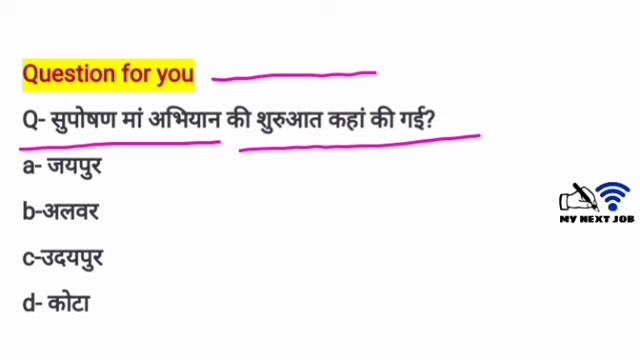 Question for you
Q- सुपोषण मां अभियान की शुरुआत कहां की गई?
a- जयपुर
b-अलवर
c-उदयपुर
d- कोटा
MY NEXT JOB